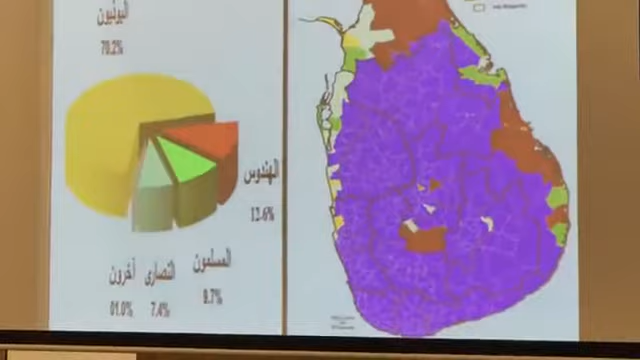 البوذيون
70.2%
الهندوس
12.6%
المسلمون
9.7%
النصارى
7.4%
آخرون
01.0%